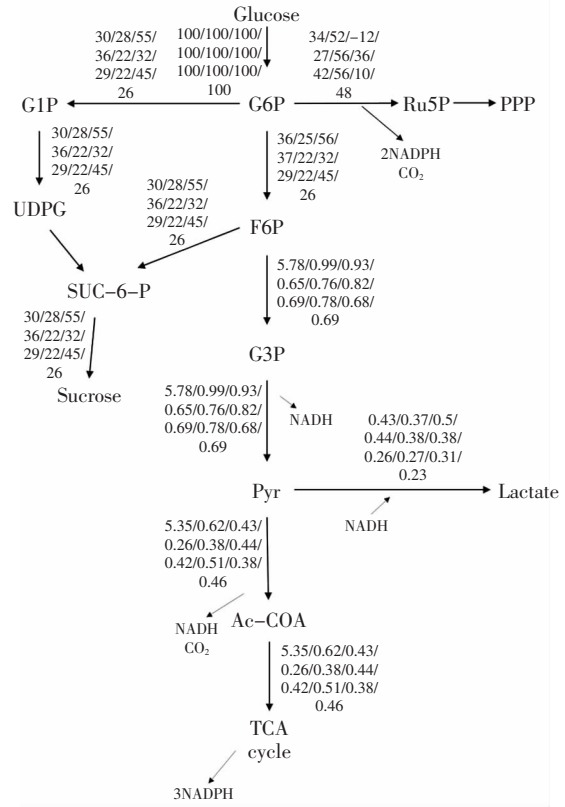 Glucose
30/28/55/
36/22/32/
29/22/45/
26
100/100/100/
100/100/100/
100/100/100/
100
34/52/−12/
27/56/36/
42/56/10/
48
G1P
G6P
Ru5P
PPP
30/28/55/
36/22/32/
29/22/45/
26
36/25/56/
37/22/32/
29/22/45/
26
2NADPH
CO₂
UDPG
30/28/55/
36/22/32/
29/22/45/
26
F6P
SUC−6−P
5.78/0.99/0.93/
0.65/0.76/0.82/
0.69/0.78/0.68/
0.69
30/28/55/
36/22/32/
29/22/45/
26
G3P
Sucrose
5.78/0.99/0.93/
0.65/0.76/0.82/
0.69/0.78/0.68/
0.69
NADH
0.43/0.37/0.5/
0.44/0.38/0.38/
0.26/0.27/0.31/
0.23
Pyr
Lactate
NADH
5.35/0.62/0.43/
0.26/0.38/0.44/
0.42/0.51/0.38/
0.46
NADH
CO₂
Ac−COA
5.35/0.62/0.43/
0.26/0.38/0.44/
0.42/0.51/0.38/
0.46
TCA
cycle
3NADPH